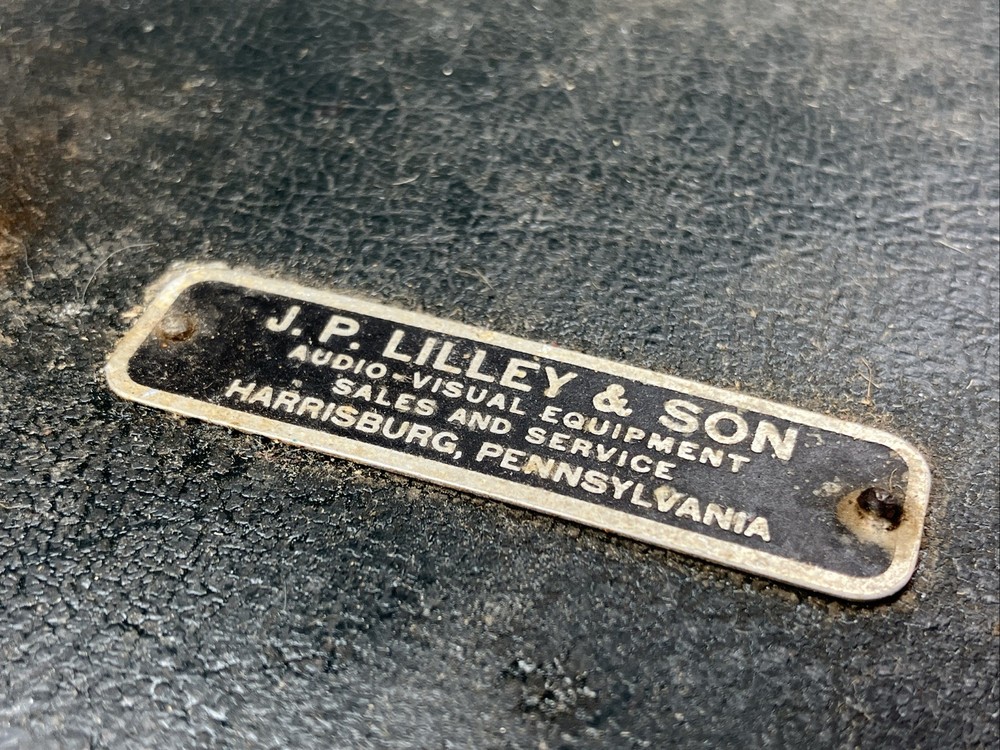 J. P. LILLEY & SON
AUDIO-VISUAL EQUIPMENT
SALES AND SERVICE
HARRISBURG, PENNSYLVANIA